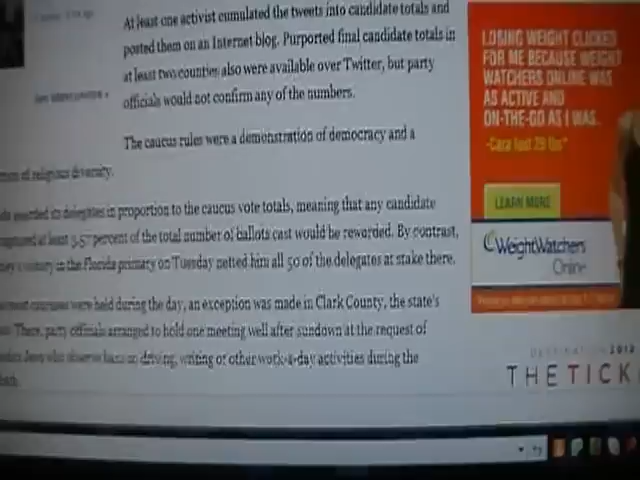 At least one activist cumulated the tweets into candidate totals and
posted them on an Internet blog. Purported final candidate totals in
at least two counties also were available over Twitter, but party
officials would not confirm any of the numbers.
The caucus rules were a demonstration of democracy and a
of religious diversity.
its delegates in proportion to the caucus vote totals, meaning that any candidate
at least 3.57 percent of the total number of ballots cast would be rewarded. By contrast,
victory in the Florida primary on Tuesday netted him all 50 of the delegates at stake there.
caucuses were held during the day, an exception was made in Clark County, the state's
There, party officials arranged to hold one meeting well after sundown at the request of
Jews who observe bans on driving, writing or other work-a-day activities during the
LOSING WEIGHT CLICKED
FOR ME BECAUSE WEIGHT
WATCHERS ONLINE WAS
AS ACTIVE AND
ON-THE-GO AS I WAS.
-Cara lost 29 lbs*
LEARN MORE
WeightWatchers
Online
DESTINATION 2012
THE TICK